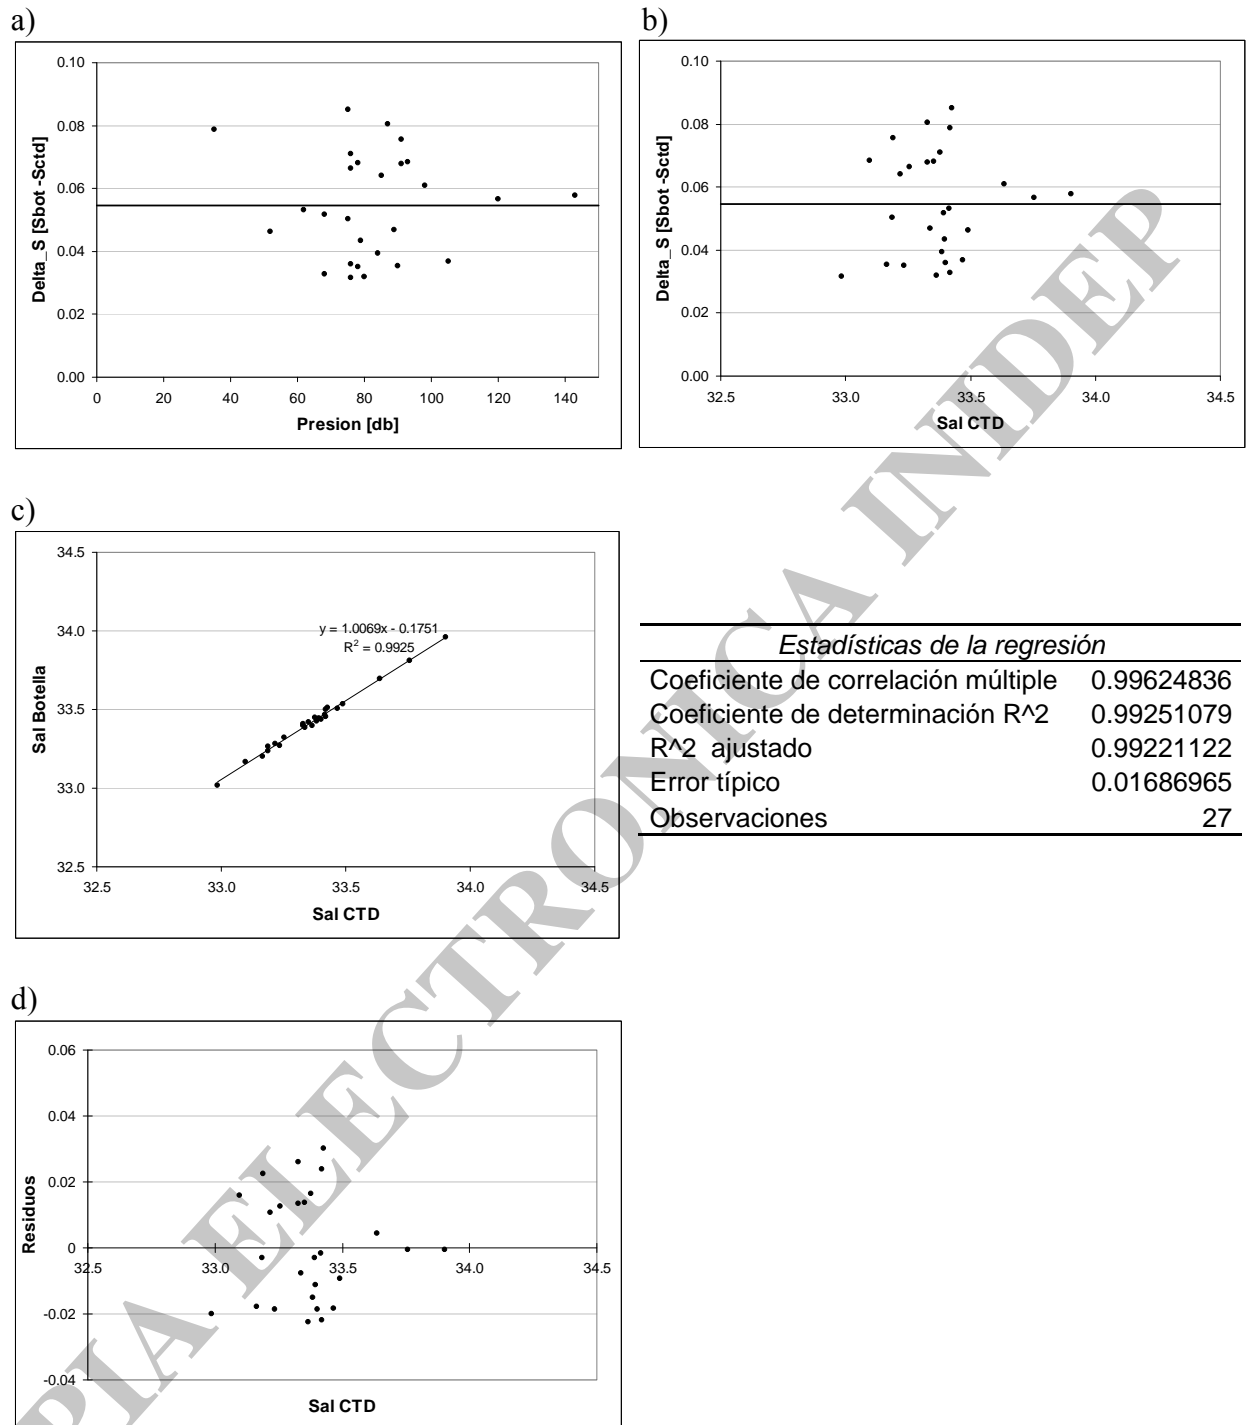 a)
0.10
0.08
0.06
0.04
0.02
0.00
0 20 40 60 80 100 120 140
Delta_S [Sbot -Sctd]
Presion [db]
b)
0.10
0.08
0.06
0.04
0.02
0.00
32.5 33.0 33.5 34.0 34.5
Delta_S [Sbot -Sctd]
Sal CTD
c)
34.5
34.0
33.5
33.0
32.5
32.5 33.0 33.5 34.0 34.5
Sal Botella
Sal CTD
y = 1.0069x - 0.1751
R² = 0.9925
Estadísticas de la regresión
Coeficiente de correlación múltiple 0.99624836
Coeficiente de determinación R^2 0.99251079
R^2 ajustado 0.99221122
Error típico 0.01686965
Observaciones 27
d)
0.06
0.04
0.02
0
-0.02
-0.04
32.5 33.0 33.5 34.0 34.5
Residuos
Sal CTD
PIA ELECTRONICA INIDEP